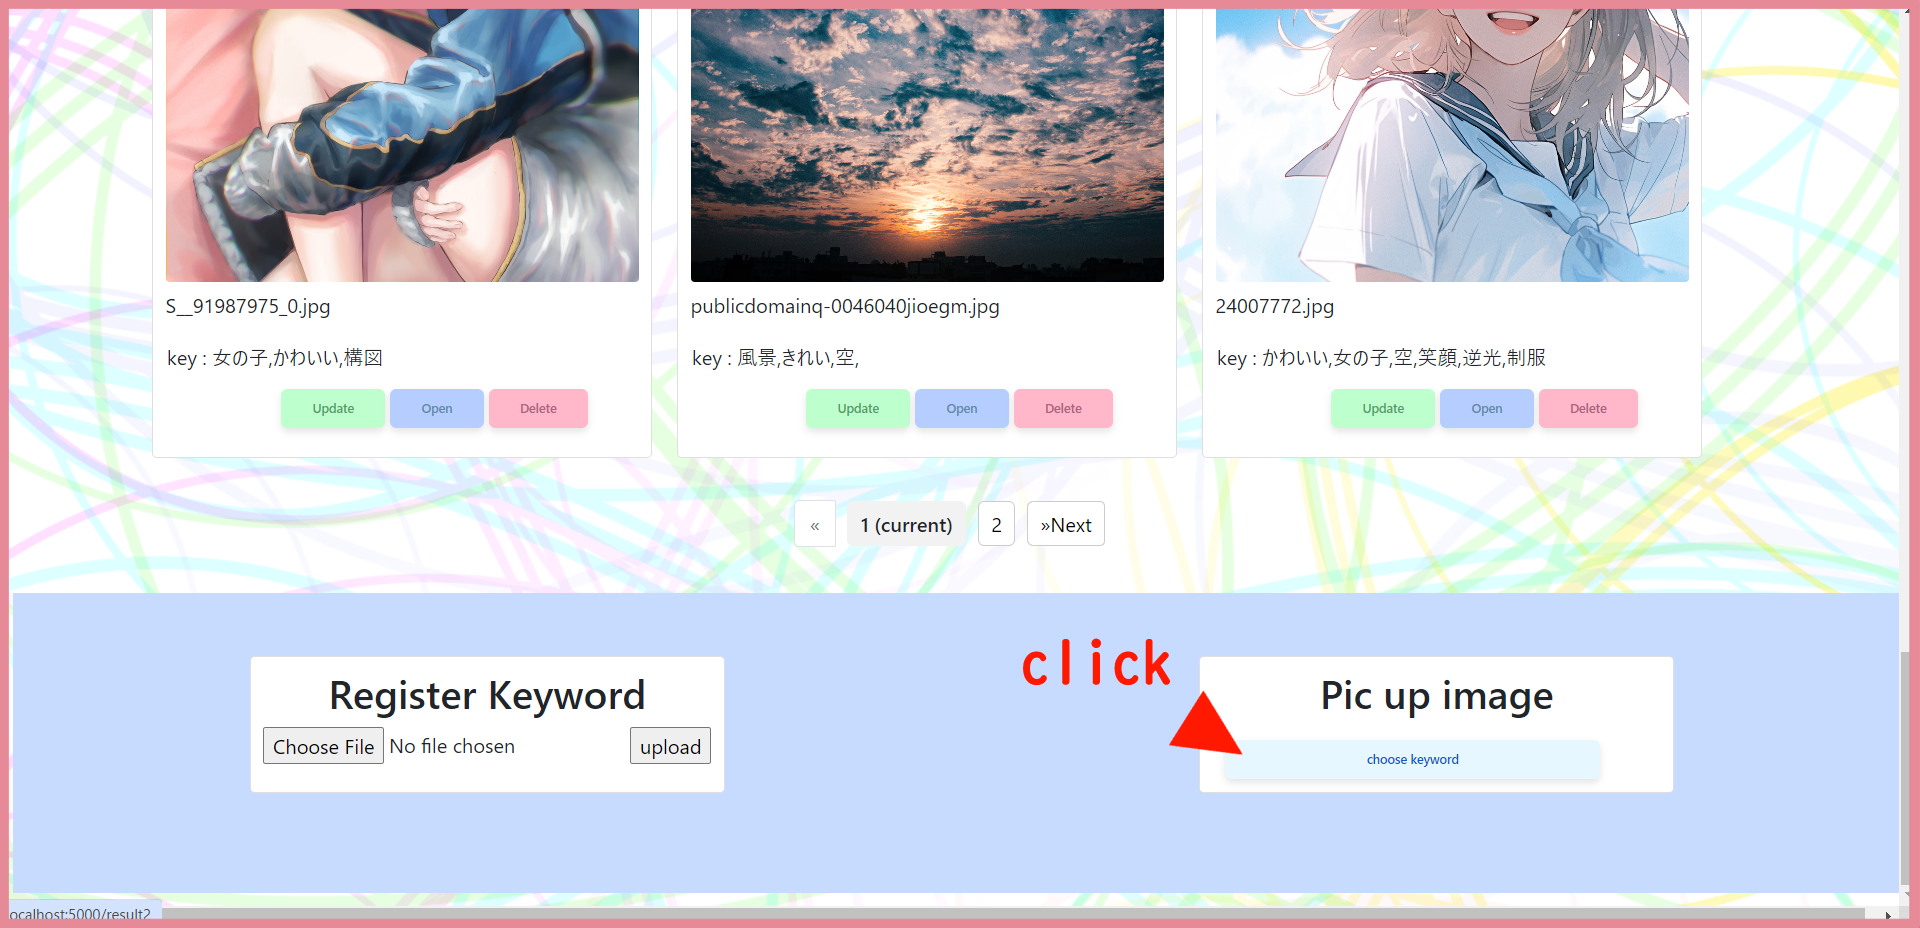 S__91987975_0.jpg
key : 女の子,かわいい,構図
Update Open Delete
publicdomainq-0046040jioegm.jpg
key : 風景,きれい,空,
Update Open Delete
24007772.jpg
key : かわいい,女の子,空,笑顔,逆光,制服
Update Open Delete
« 1 (current) 2 »Next
Register Keyword
Choose File No file chosen upload
click
Pic up image
choose keyword
ocalhost:5000/result2